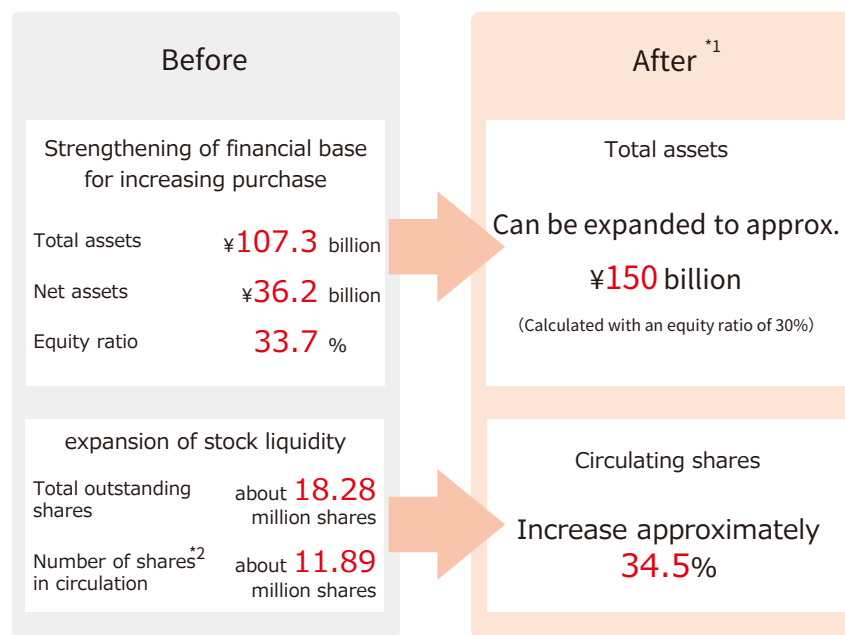 Before
Strengthening of financial base
for increasing purchase
Total assets ¥107.3 billion
Net assets ¥36.2 billion
Equity ratio 33.7 %
expansion of stock liquidity
Total outstanding
shares
about 18.28
million shares
Number of shares*2
in circulation
about 11.89
million shares
After *1
Total assets
Can be expanded to approx.
¥150 billion
(Calculated with an equity ratio of 30%)
Circulating shares
Increase approximately
34.5%